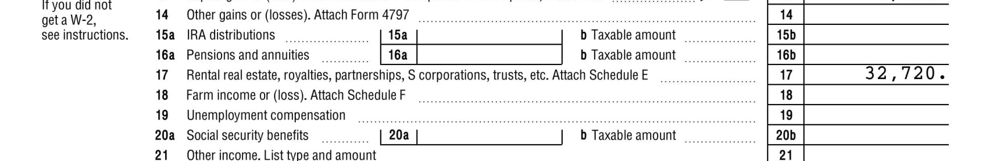 If you did not
get a W-2,
see instructions.
14 Other gains or (losses). Attach Form 4797 14
15a IRA distributions 15a b Taxable amount 15b
16a Pensions and annuities 16a b Taxable amount 16b
17 Rental real estate, royalties, partnerships, S corporations, trusts, etc. Attach Schedule E 17 32,720.
18 Farm income or (loss). Attach Schedule F 18
19 Unemployment compensation 19
20a Social security benefits 20a b Taxable amount 20b
21 Other income. List type and amount 21